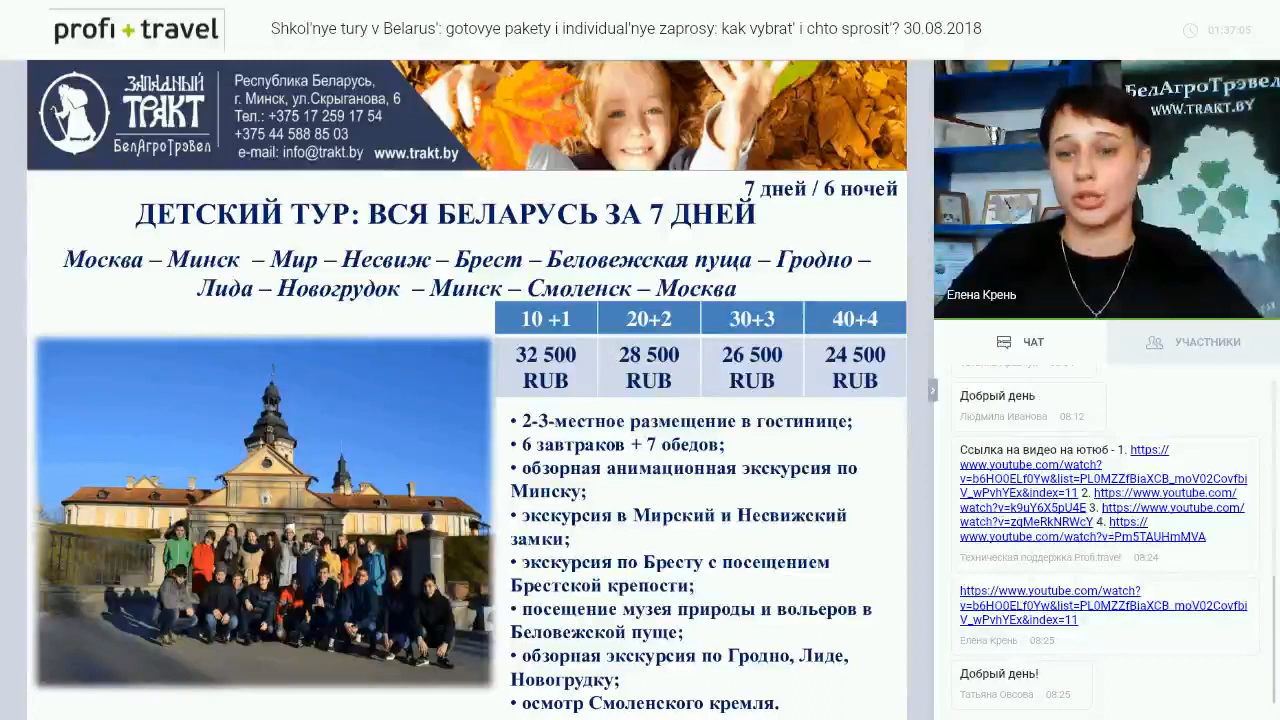 profi + travel
Shkol'nye tury v Belarus': gotovye pakety i individual'nye zaprosy: kak vybrat' i chto sprosit'? 30.08.2018
01:37:05
ЗАПАДНЫЙ
ТРАКТ
БелАгроТрэвел
Республика Беларусь,
г. Минск, ул.Скрыганова, 6
Тел.: +375 17 259 17 54
+375 44 588 85 03
e-mail: info@trakt.by www.trakt.by
7 дней / 6 ночей
ДЕТСКИЙ ТУР: ВСЯ БЕЛАРУСЬ ЗА 7 ДНЕЙ
Москва – Минск – Мир – Несвиж – Брест – Беловежская пуща – Гродно –
Лида – Новогрудок – Минск – Смоленск – Москва
10 +1 20+2 30+3 40+4
32 500 28 500 26 500 24 500
RUB RUB RUB RUB
• 2-3-местное размещение в гостинице;
• 6 завтраков + 7 обедов;
• обзорная анимационная экскурсия по
Минску;
• экскурсия в Мирский и Несвижский
замки;
• экскурсия по Бресту с посещением
Брестской крепости;
• посещение музея природы и вольеров в
Беловежской пуще;
• обзорная экскурсия по Гродно, Лиде,
Новогрудку;
• осмотр Смоленского кремля.
БелАгроТрэвел
WWW.TRAKT.BY
Елена Крень
ЧАТ УЧАСТНИКИ
Добрый день
Людмила Иванова 08:12
Ссылка на видео на ютюб - 1. https://
www.youtube.com/watch?
v=b6HO0ELf0Yw&list=PL0MZZfBiaXCB_moV02Covfbi
V_wPvhYEx&index=11 2. https://www.youtube.com/
watch?v=k9uY6X5pU4E 3. https://www.youtube.com/
watch?v=zqMeRkNRWcY 4. https://
www.youtube.com/watch?v=Pm5TAUHmMVA
Техническая поддержка Profi.travel 08:24
https://www.youtube.com/watch?
v=b6HO0ELf0Yw&list=PL0MZZfBiaXCB_moV02Covfbi
V_wPvhYEx&index=11
Елена Крень 08:25
Добрый день!
Татьяна Овсова 08:25